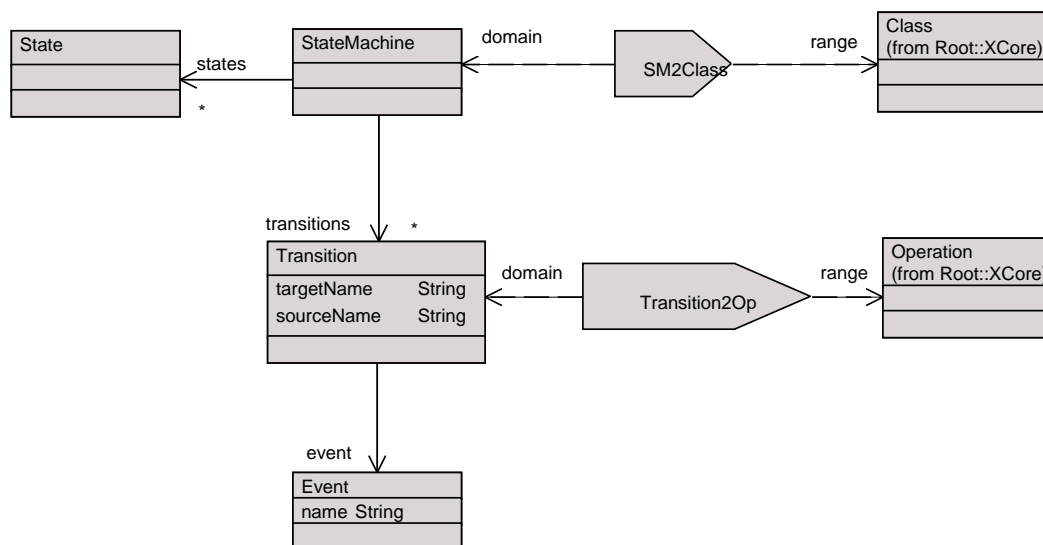 State
StateMachine
domain
SM2Class
range
Class
(from Root::XCore)
states
*
transitions
*
Transition
targetName String
sourceName String
domain
Transition2Op
range
Operation
(from Root::XCore)
event
Event
name String